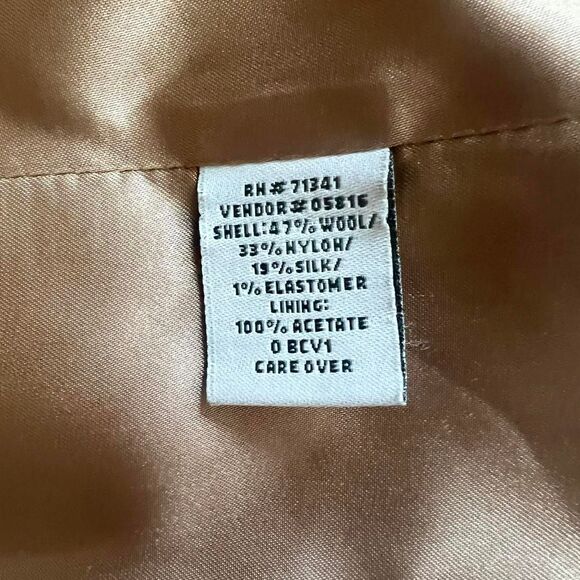 RN# 71341
VENDOR# 05816
SHELL:47% WOOL/
33% NYLON/
19% SILK/
1% ELASTOMER
LINING:
100% ACETATE
0 BCV1
CARE OVER